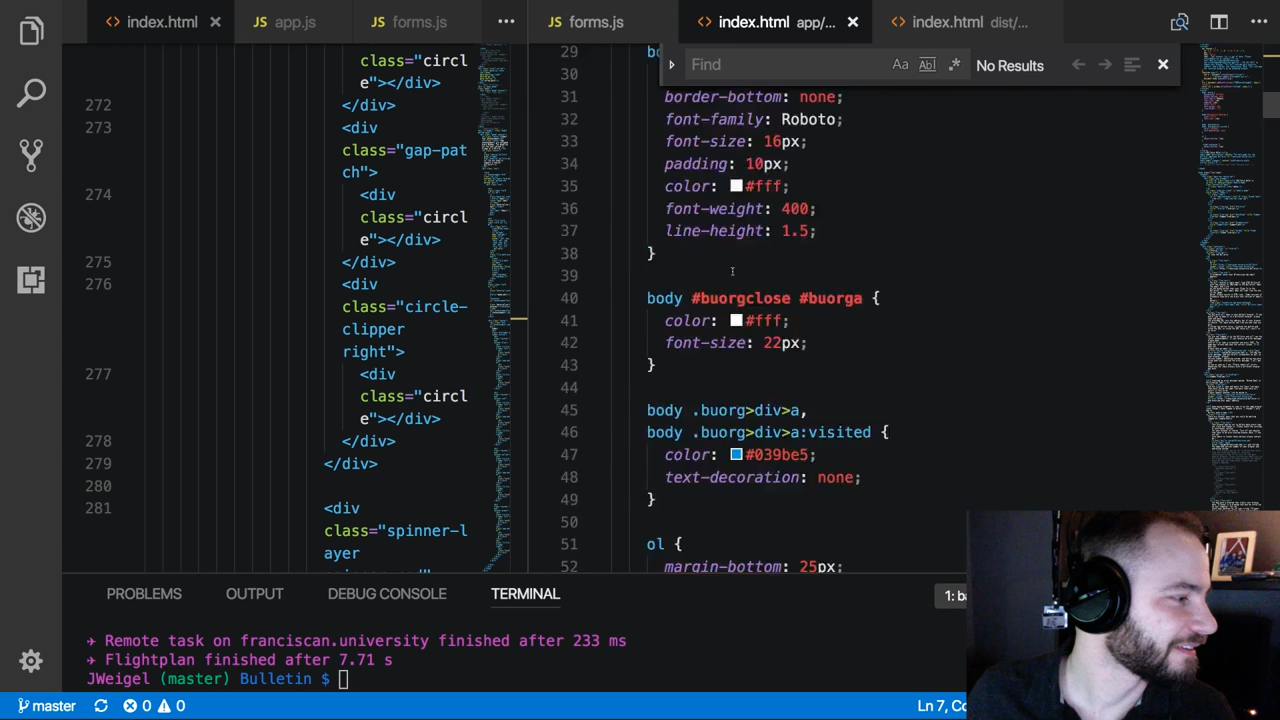 index.html
app.js
forms.js
forms.js
index.html app/...
index.html dist/...
Find
Aa
Abl
No Results
class="circl
e"></div>
272 </div>
273 <div
class="gap-pat
ch">
274 <div
class="circl
e"></div>
275 </div>
276 <div
class="circle-
clipper
right">
277 <div
class="circl
e"></div>
278 </div>
279 </div>
280
281 <div
class="spinner-l
ayer
29
30
31 border-bottom: none;
32 font-family: Roboto;
33 font-size: 16px;
34 padding: 10px;
35 color: #fff;
36 font-weight: 400;
37 line-height: 1.5;
38 }
39
40 body #buorgclose #buorga {
41 color: #fff;
42 font-size: 22px;
43 }
44
45 body .buorg>div>a,
46 body .buorg>div>a:visited {
47 color: #039be5;
48 text-decoration: none;
49 }
50
51 ol {
52 margin-bottom: 25px;
PROBLEMS
OUTPUT
DEBUG CONSOLE
TERMINAL
1: ba
✈ Remote task on franciscan.university finished after 233 ms
✈ Flightplan finished after 7.71 s
JWeigel (master) Bulletin $
master
0
0
Ln 7, Co